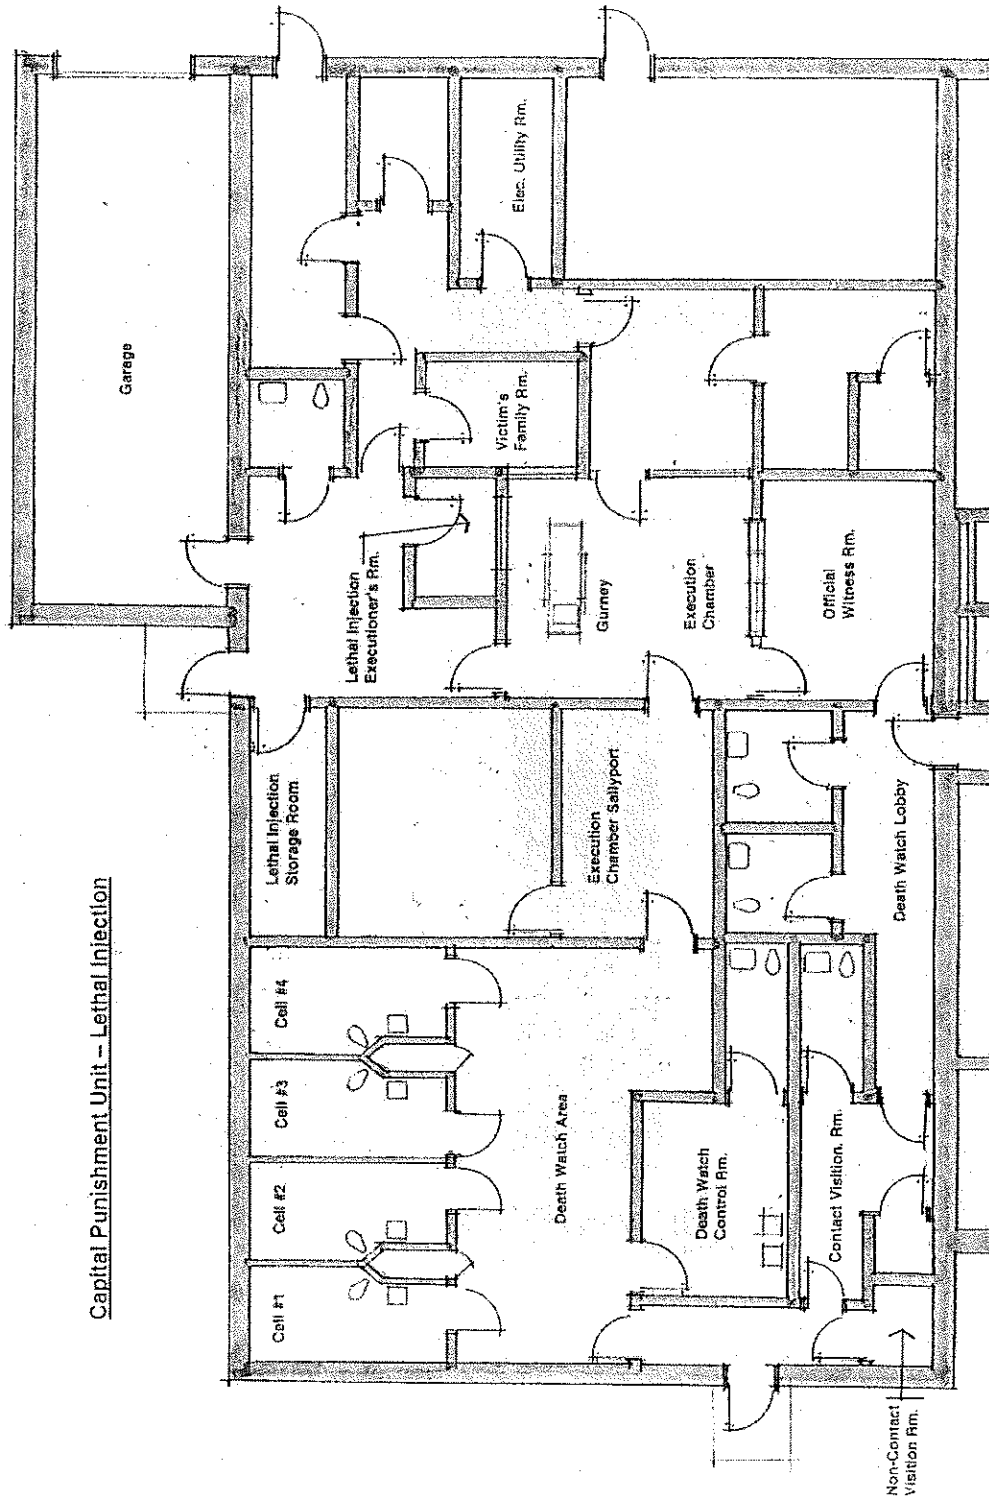 Capital Punishment Unit – Lethal Injection
Cell #1
Cell #2
Cell #3
Cell #4
Lethal Injection
Storage Room
Lethal Injection
Executioner's Rm.
Garage
Death Watch Area
Execution
Chamber Sallyport
Gurney
Execution
Chamber
Victim's
Family Rm.
Elec. Utility Rm.
Death Watch
Control Rm.
Official
Witness Rm.
Contact Visition. Rm.
Death Watch Lobby
Non-Contact
Visition Rm.